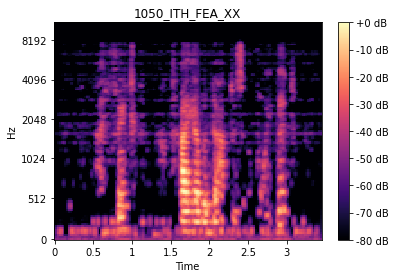 1050_ITH_FEA_XX
+0 dB
8192
-10 dB
4096
-20 dB
-30 dB
2048
Hz
-40 dB
1024
-50 dB
-60 dB
512
-70 dB
0
-80 dB
0 0.5 1 1.5 2 2.5 3
Time